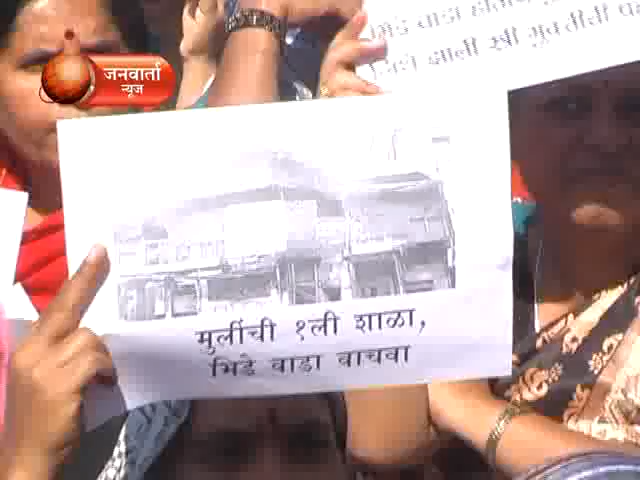 जनवार्ता
न्यूज
भिडे वाडा
झाली स्त्री मुक्तीती
मुलींची १ली शाळा,
भिडे वाडा वाचवा